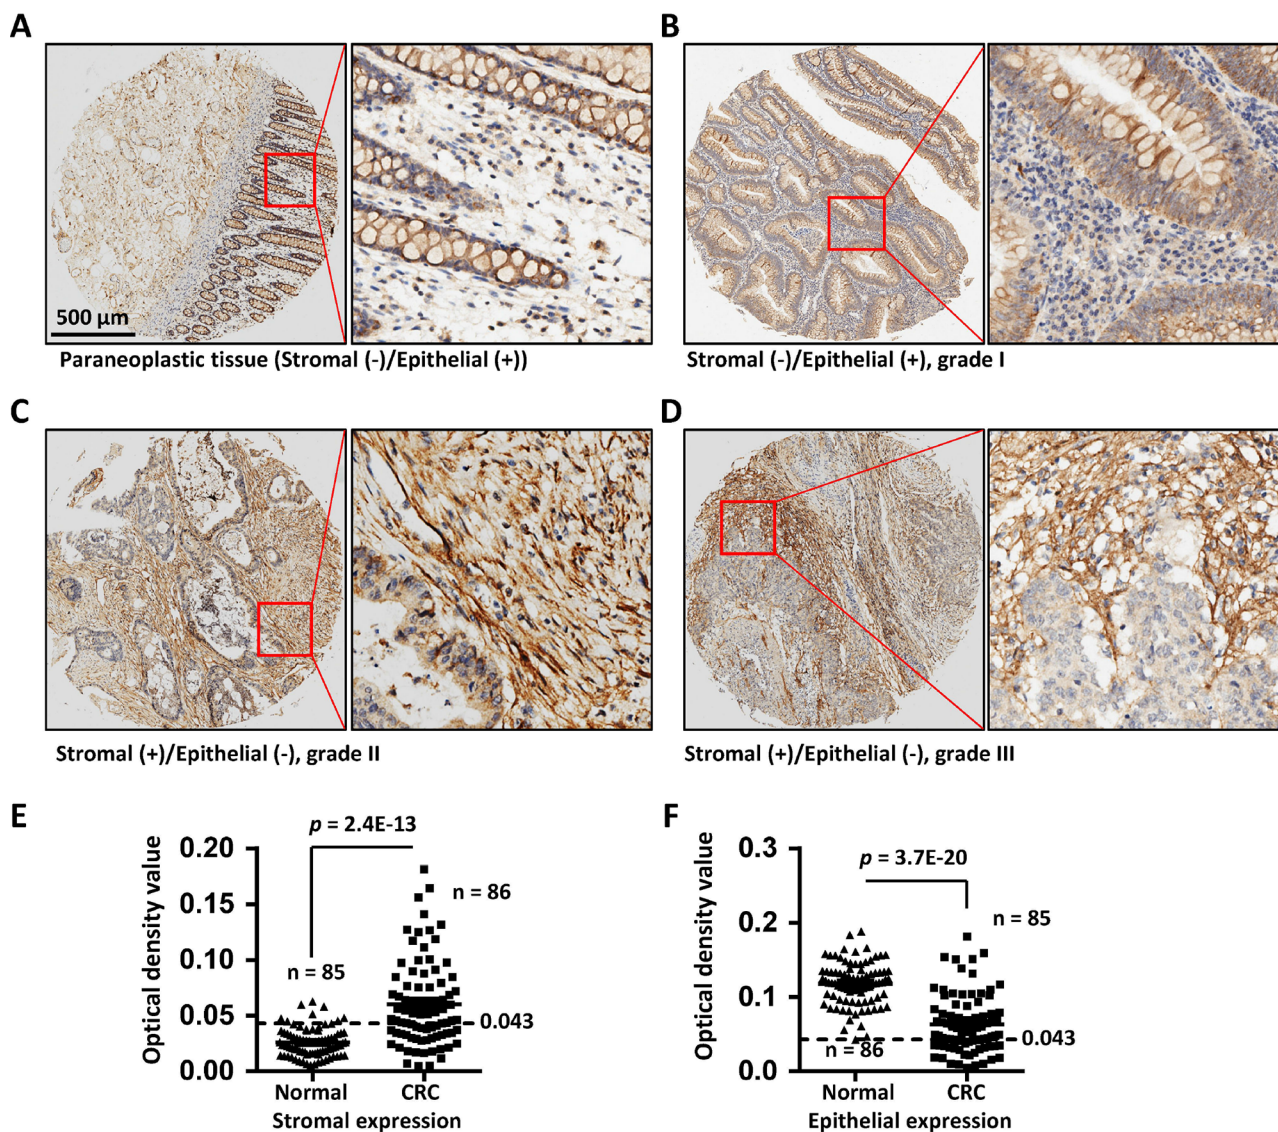 A
B
500 µm
Paraneoplastic tissue (Stromal (-)/Epithelial (+))
Stromal (-)/Epithelial (+), grade I
C
D
Stromal (+)/Epithelial (-), grade II
Stromal (+)/Epithelial (-), grade III
E
p = 2.4E-13
Optical density value
0.20
0.15
0.10
0.05
0.00
n = 86
n = 85
0.043
Normal
CRC
Stromal expression
F
p = 3.7E-20
Optical density value
0.3
0.2
0.1
0.0
n = 85
n = 86
0.043
Normal
CRC
Epithelial expression